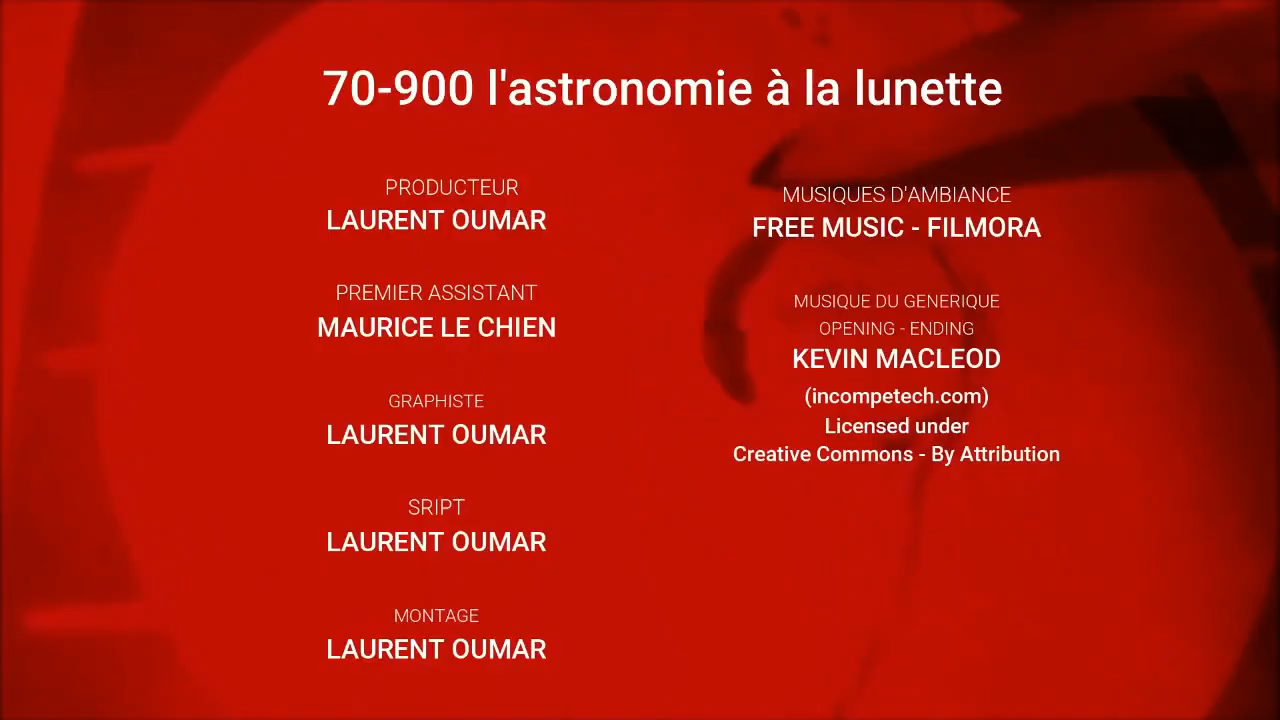 70-900 l'astronomie à la lunette
PRODUCTEUR
LAURENT OUMAR
PREMIER ASSISTANT
MAURICE LE CHIEN
GRAPHISTE
LAURENT OUMAR
SRIPT
LAURENT OUMAR
MONTAGE
LAURENT OUMAR
MUSIQUES D'AMBIANCE
FREE MUSIC - FILMORA
MUSIQUE DU GENERIQUE
OPENING - ENDING
KEVIN MACLEOD
(incompetech.com)
Licensed under
Creative Commons - By Attribution